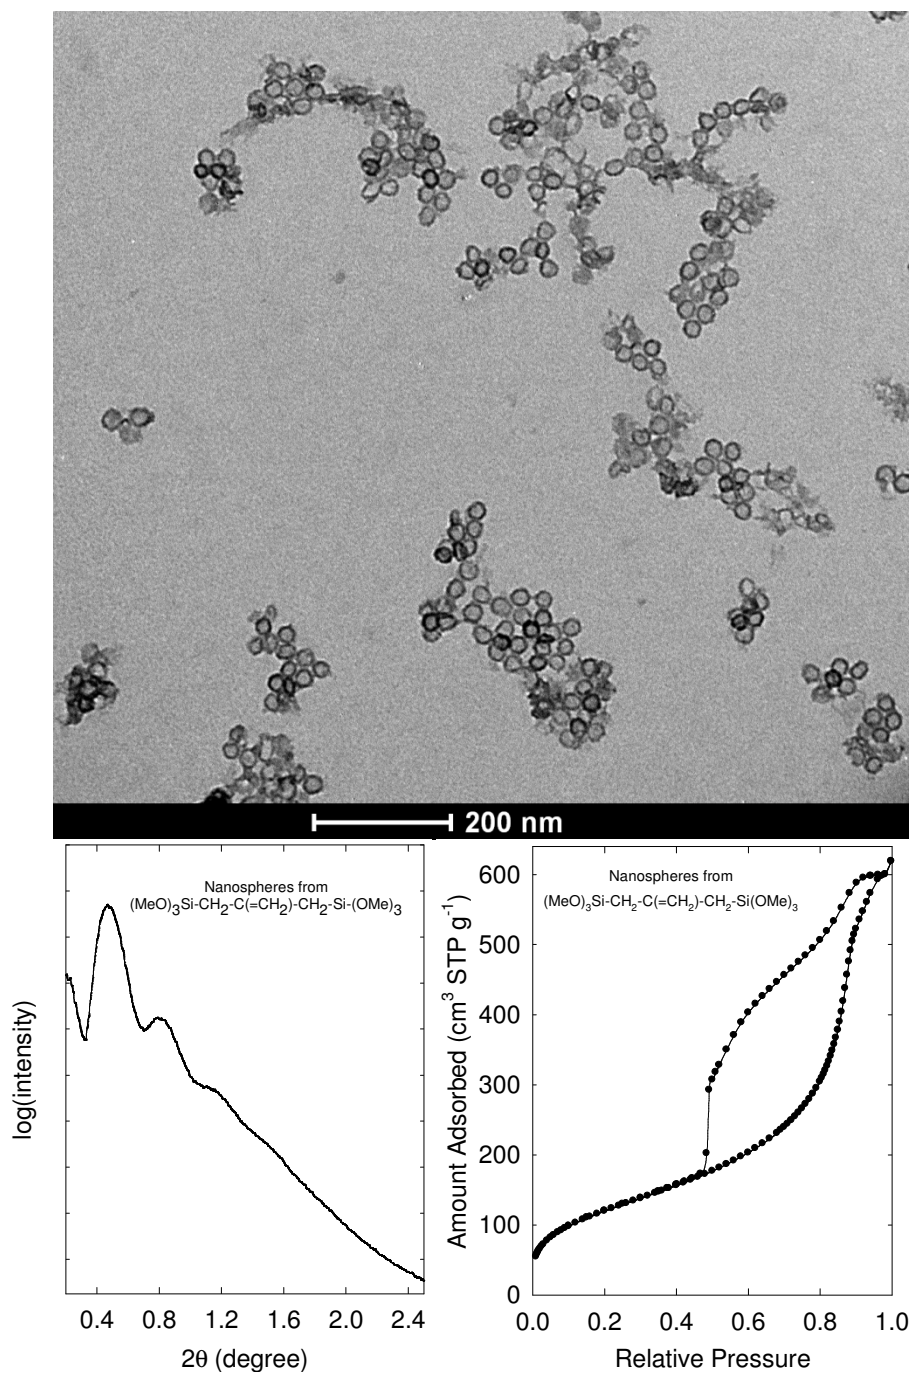 200 nm
Nanospheres from
(MeO)3Si-CH2-C(=CH2)-CH2-Si-(OMe)3
log(intensity)
0.4 0.8 1.2 1.6 2.0 2.4
2θ (degree)
Nanospheres from
(MeO)3Si-CH2-C(=CH2)-CH2-Si(OMe)3
Amount Adsorbed (cm3 STP g-1)
600
500
400
300
200
100
0
0.0 0.2 0.4 0.6 0.8 1.0
Relative Pressure